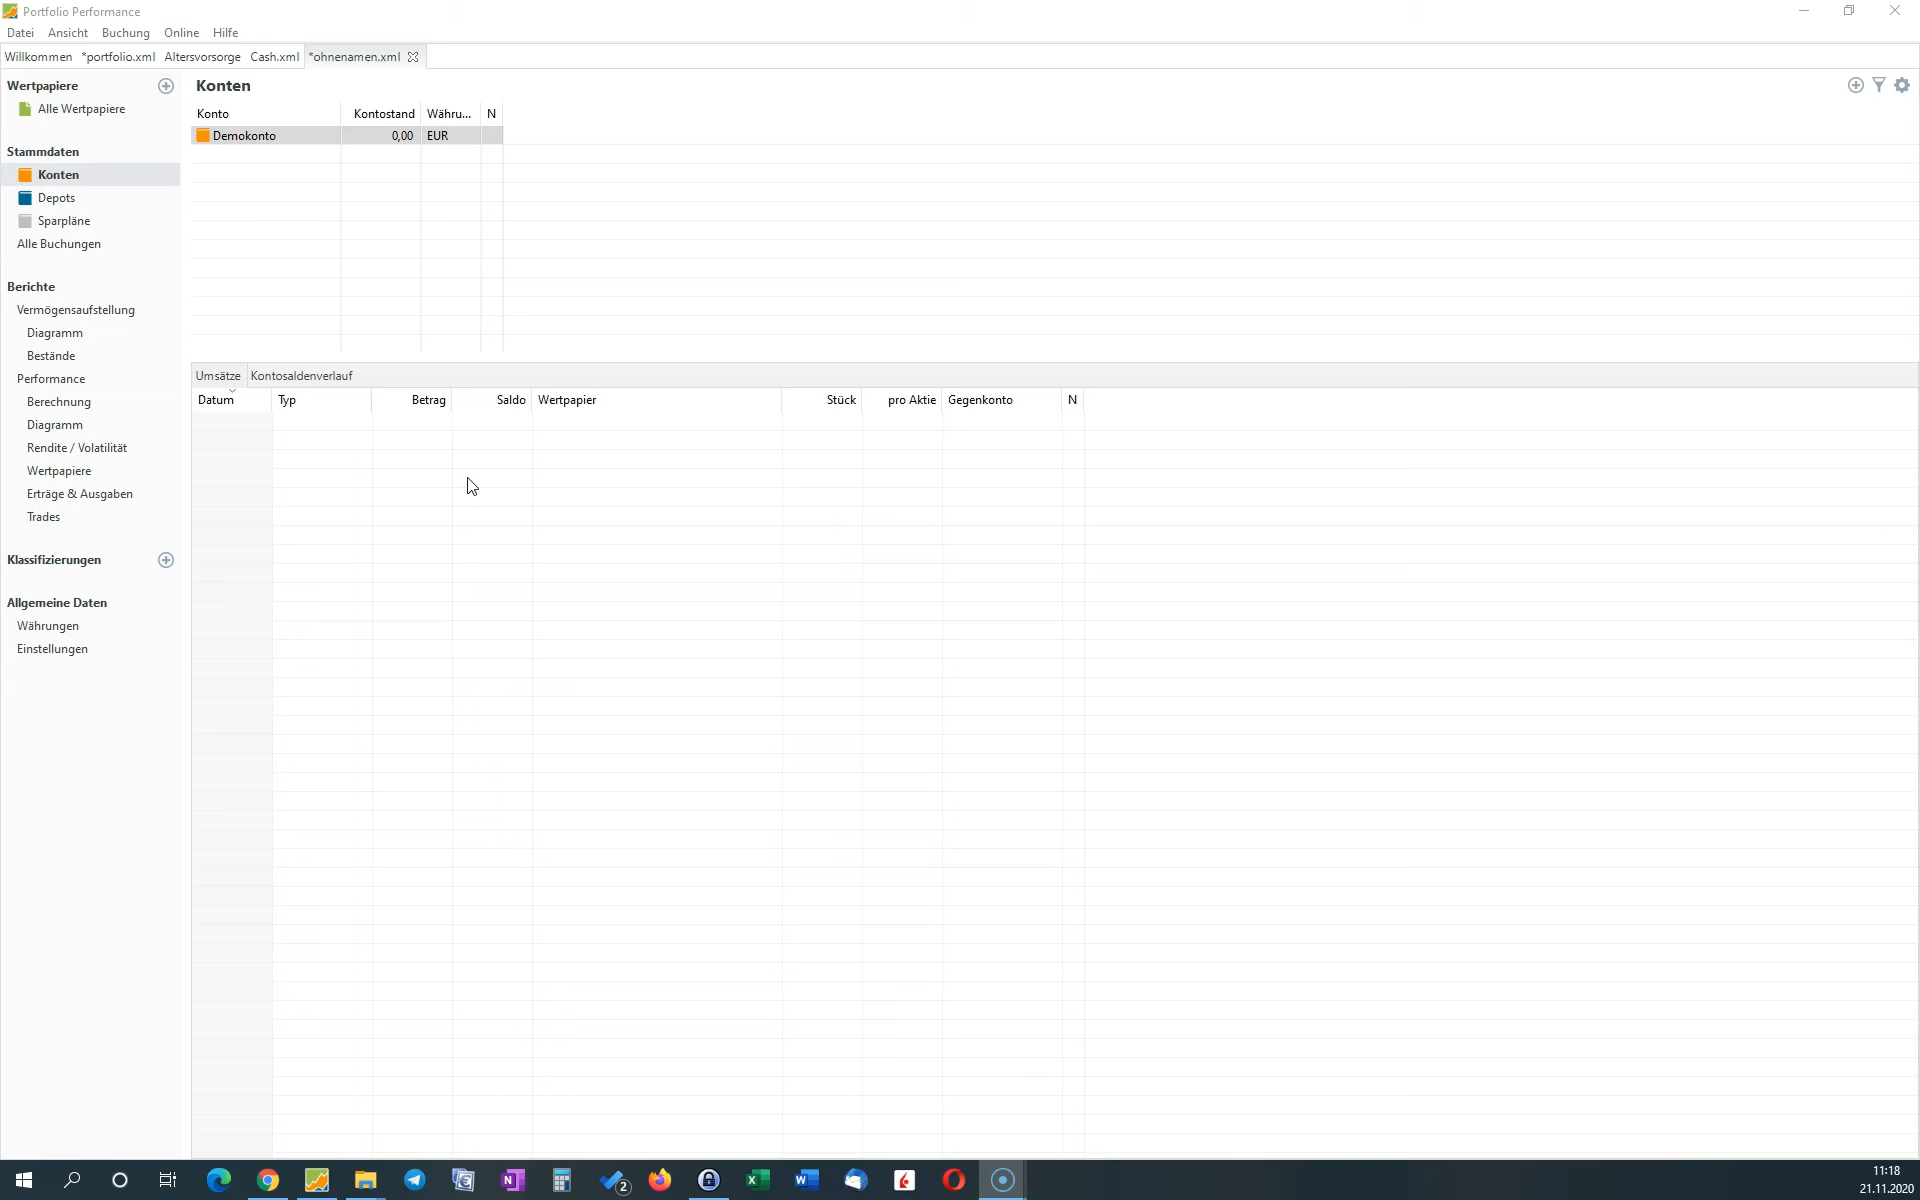 Portfolio Performance
Datei Ansicht Buchung Online Hilfe
Willkommen *portfolio.xml Altersvorsorge Cash.xml *ohnenamen.xml
Wertpapiere
Alle Wertpapiere
Stammdaten
Konten
Depots
Sparpläne
Alle Buchungen
Berichte
Vermögensaufstellung
Diagramm
Bestände
Performance
Berechnung
Diagramm
Rendite / Volatilität
Wertpapiere
Erträge & Ausgaben
Trades
Klassifizierungen
Allgemeine Daten
Währungen
Einstellungen
Konten
Konto Kontostand Währu... N
Demokonto 0,00 EUR
Umsätze Kontosaldenverlauf
Datum Typ Betrag Saldo Wertpapier Stück pro Aktie Gegenkonto N
2
11:18
21.11.2020